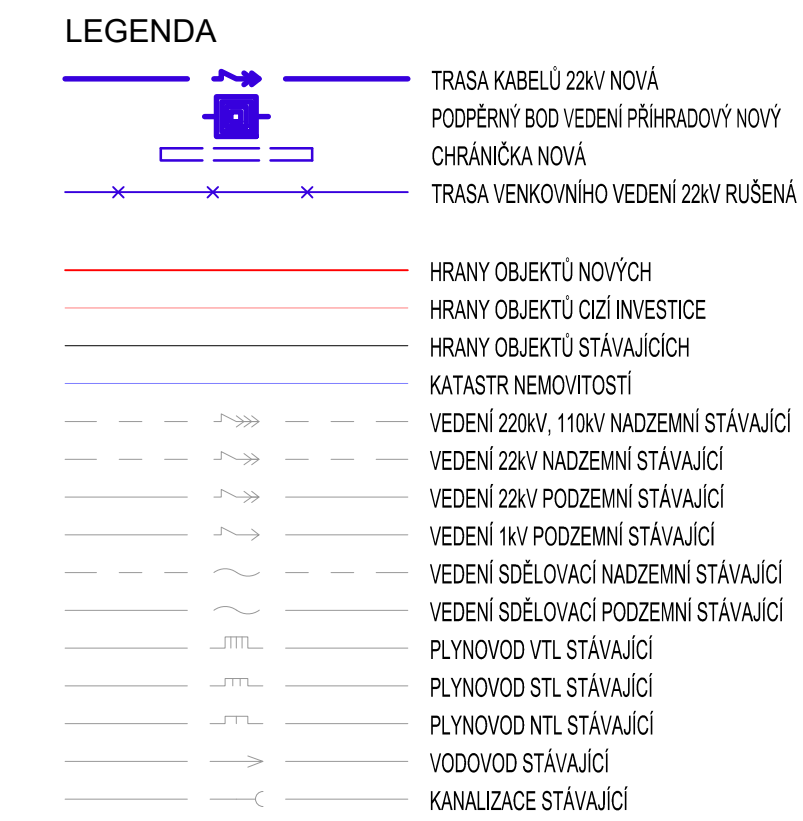 LEGENDA
TRASA KABELŮ 22kV NOVÁ
PODPĚRNÝ BOD VEDENÍ PŘÍHRADOVÝ NOVÝ
CHRÁNIČKA NOVÁ
TRASA VENKOVNÍHO VEDENÍ 22kV RUŠENÁ
HRANY OBJEKTŮ NOVÝCH
HRANY OBJEKTŮ CIZÍ INVESTICE
HRANY OBJEKTŮ STÁVAJÍCÍCH
KATASTR NEMOVITOSTÍ
VEDENÍ 220kV, 110kV NADZEMNÍ STÁVAJÍCÍ
VEDENÍ 22kV NADZEMNÍ STÁVAJÍCÍ
VEDENÍ 22kV PODZEMNÍ STÁVAJÍCÍ
VEDENÍ 1kV PODZEMNÍ STÁVAJÍCÍ
VEDENÍ SDĚLOVACÍ NADZEMNÍ STÁVAJÍCÍ
VEDENÍ SDĚLOVACÍ PODZEMNÍ STÁVAJÍCÍ
PLYNOVOD VTL STÁVAJÍCÍ
PLYNOVOD STL STÁVAJÍCÍ
PLYNOVOD NTL STÁVAJÍCÍ
VODOVOD STÁVAJÍCÍ
KANALIZACE STÁVAJÍCÍ